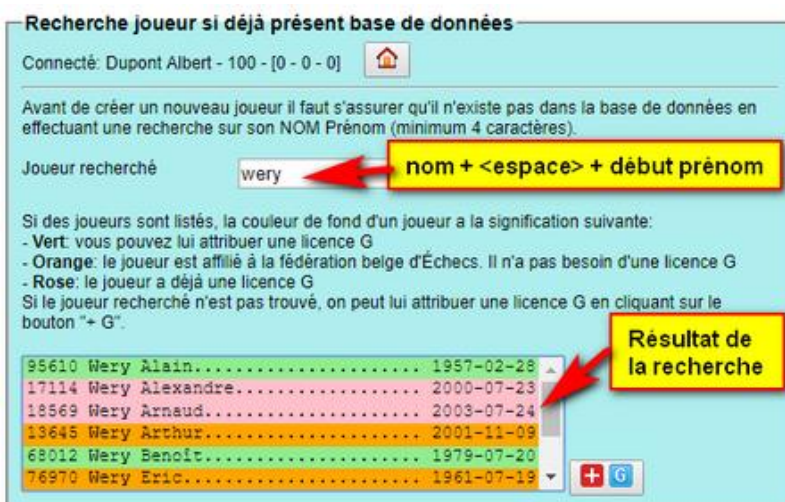 Recherche joueur si déjà présent base de données
Connecté: Dupont Albert - 100 - [0 - 0 - 0]
Avant de créer un nouveau joueur il faut s'assurer qu'il n'existe pas dans la base de données en
effectuant une recherche sur son NOM Prénom (minimum 4 caractères).
Joueur recherché
wery
nom + <espace> + début prénom
Si des joueurs sont listés, la couleur de fond d'un joueur a la signification suivante:
- Vert: vous pouvez lui attribuer une licence G
- Orange: le joueur est affilié à la fédération belge d'Échecs. Il n'a pas besoin d'une licence G
- Rose: le joueur a déjà une licence G
Si le joueur recherché n'est pas trouvé, on peut lui attribuer une licence G en cliquant sur le
bouton "+ G".
Résultat de
la recherche
95610 Wery Alain...................... 1957-02-28
17114 Wery Alexandre.................. 2000-07-23
18569 Wery Arnaud..................... 2003-07-24
13645 Wery Arthur..................... 2001-11-09
68012 Wery Benoît..................... 1979-07-20
76970 Wery Eric....................... 1961-07-19
+ G